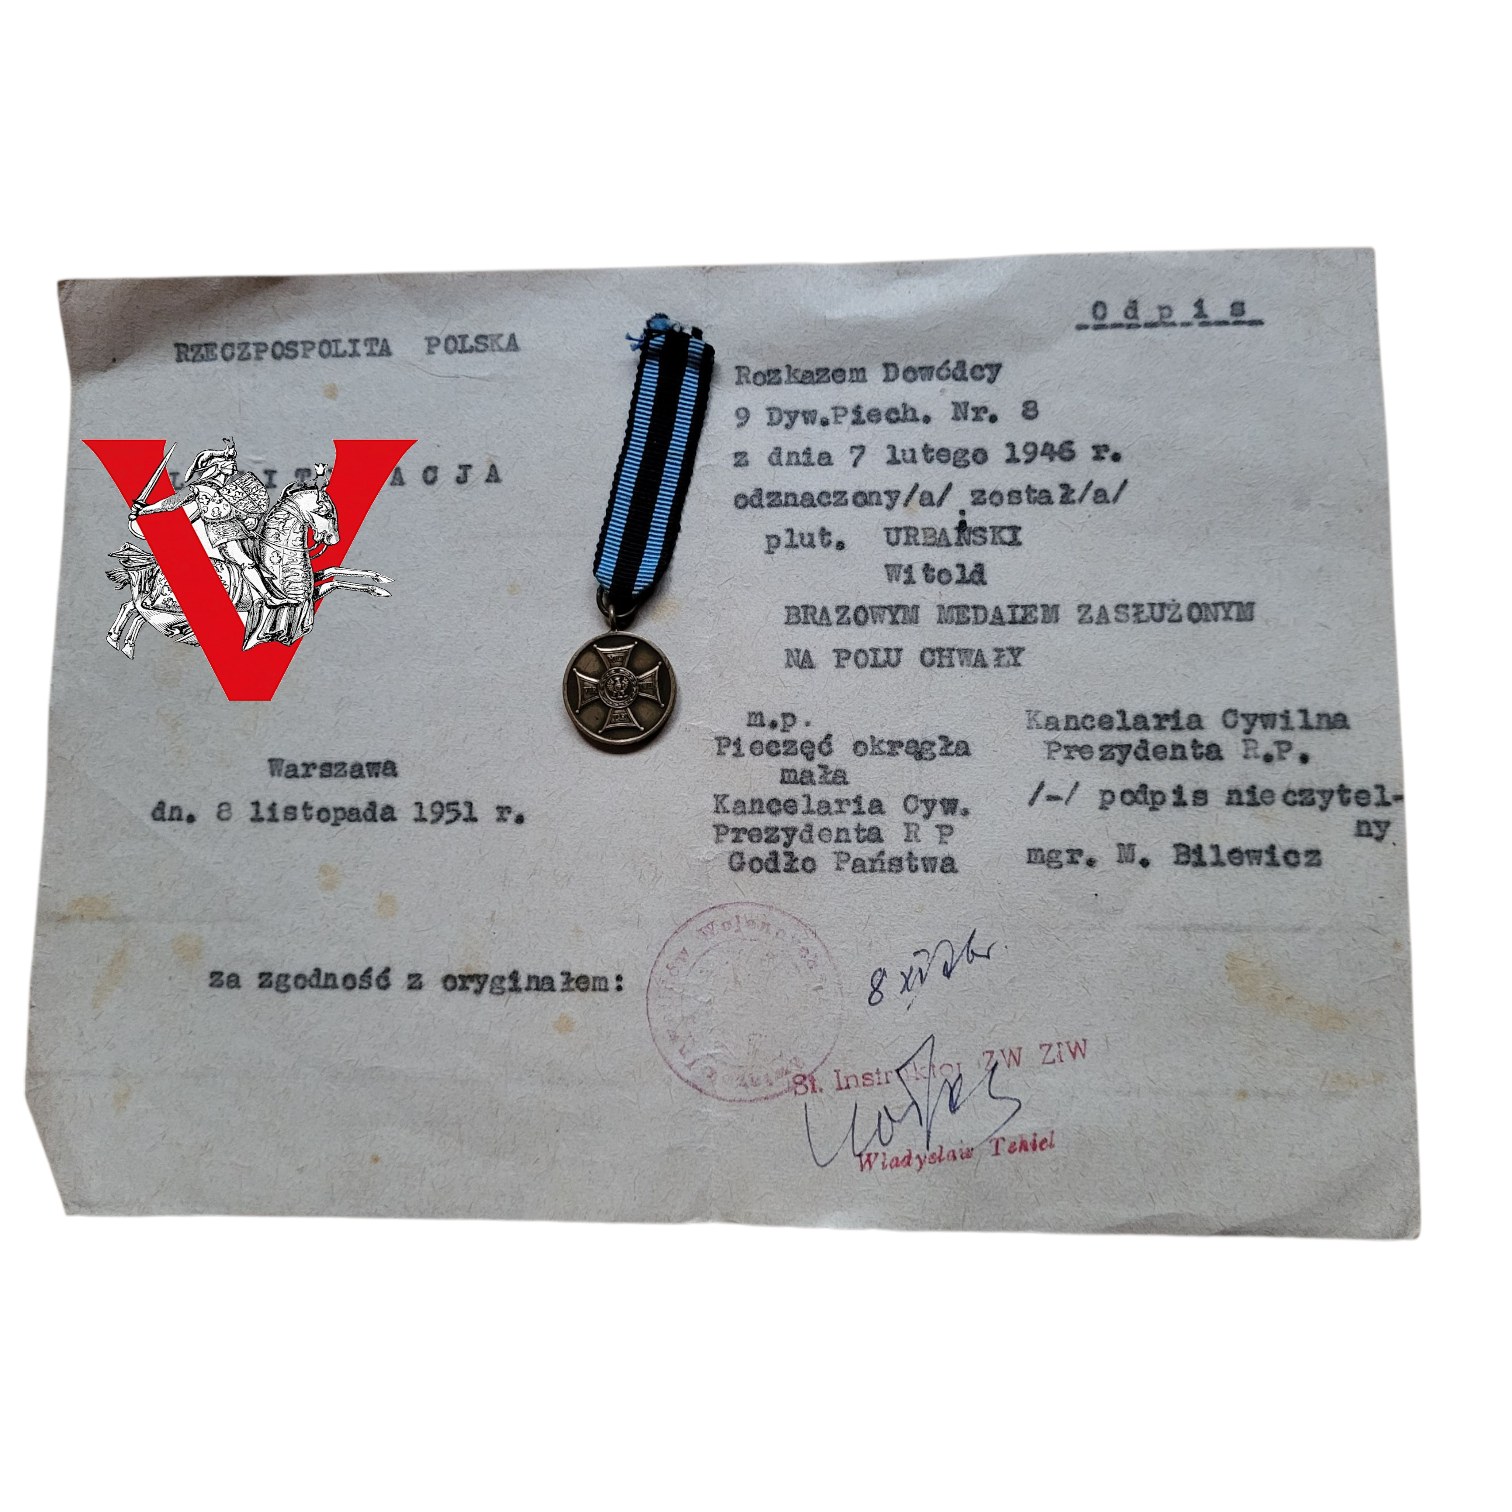 Odpis
RZECZPOSPOLITA POLSKA
Rozkazem Dowódcy
9 Dyw.Piech. Nr. 8
z dnia 7 lutego 1946 r.
odznaczony/a/ został/a/
plut. URBAŃSKI
Witold
BRAZOWYM MEDALEM ZASŁUŻONYM
NA POLU CHWAŁY
Warszawa
dn. 8 listopada 1951 r.
m.p.
Pieczęć okrągła
mała
Kancelaria Cyw.
Prezydenta R P
Godło Państwa
Kancelaria Cywilna
Prezydenta R.P.
/-/ podpis nieczytel-
ny
mgr. M. Bilewicz
za zgodność z oryginałem:
St. Instruktor ZW ZIW
Władysław Tekiel